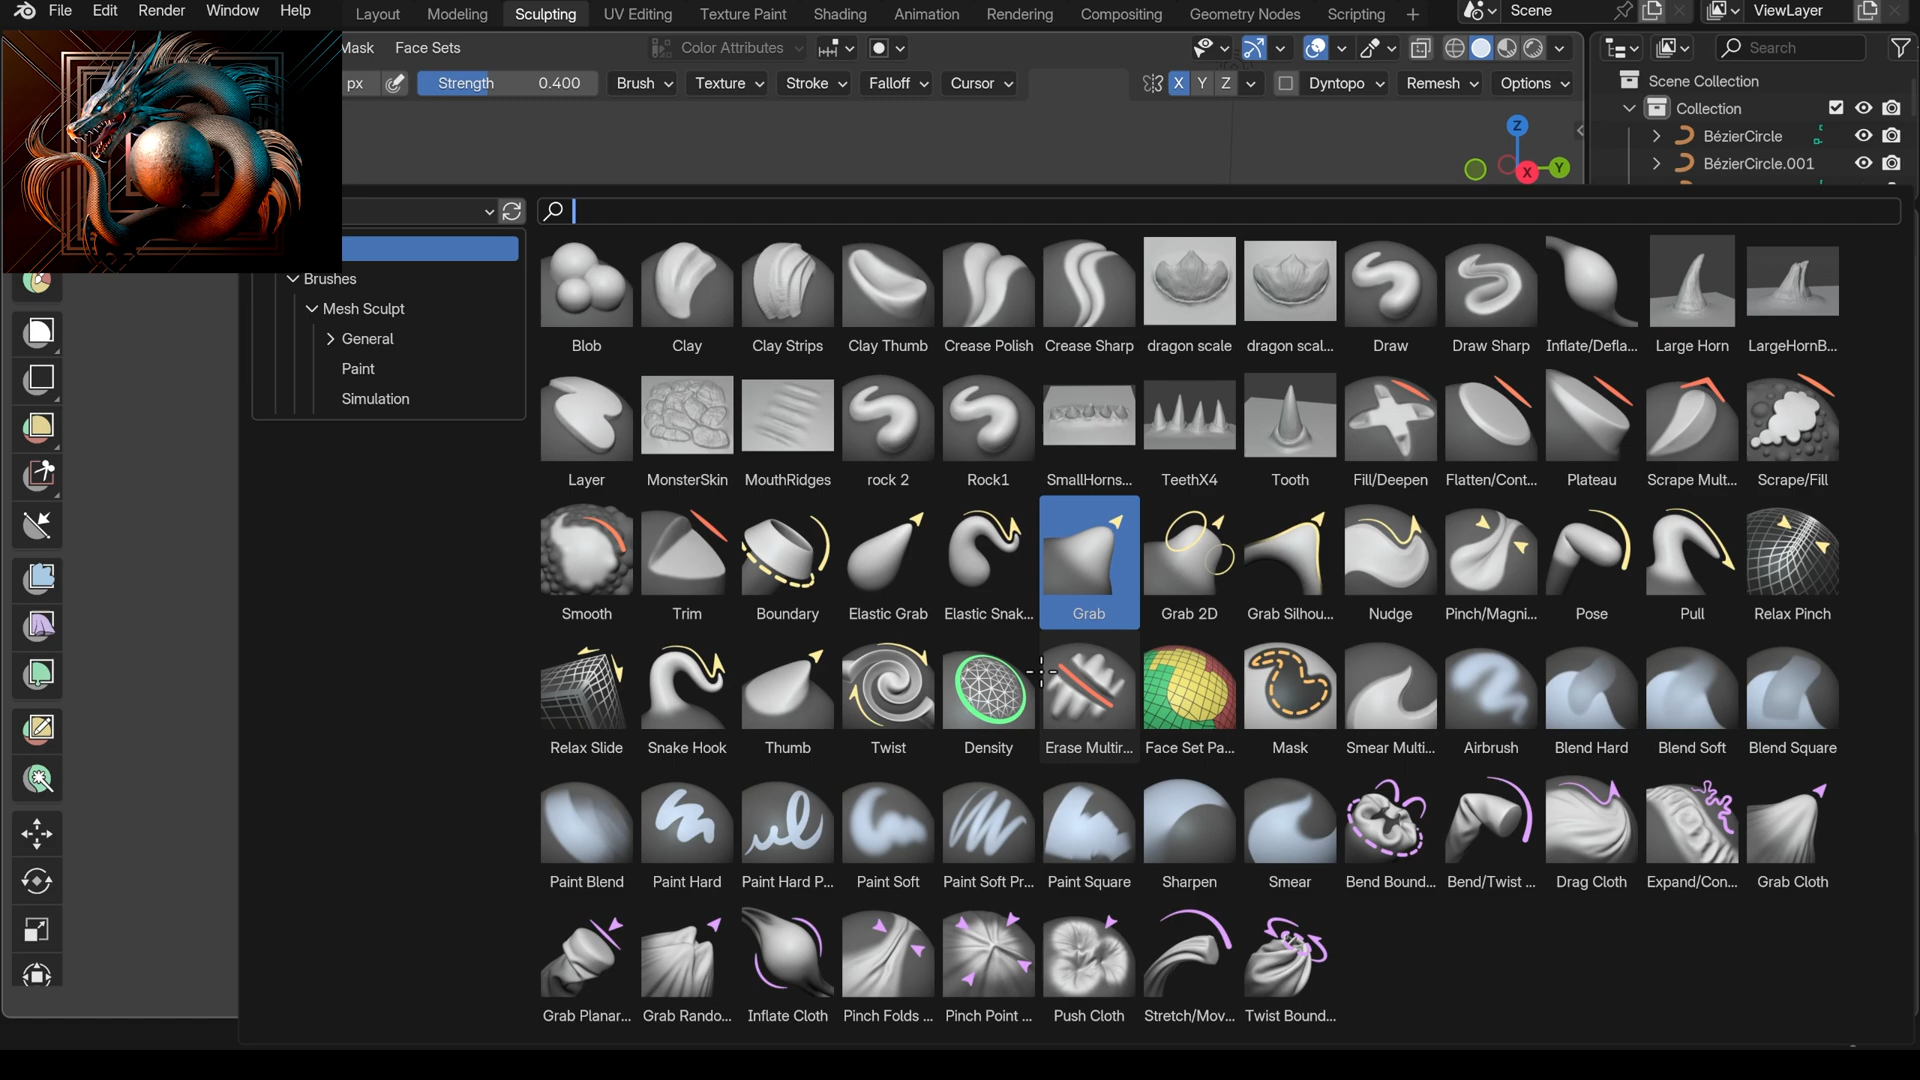 File Edit Render Window Help Layout Modeling Sculpting UV Editing Texture Paint Shading Animation Rendering Compositing Geometry Nodes Scripting + Scene ViewLayer
Mask Face Sets Color Attributes Search
px Strength 0.400 Brush Texture Stroke Falloff Cursor X Y Z Dyntopo Remesh Options
Scene Collection
Collection
BézierCircle
BézierCircle.001
Z
X
Y
Brushes
Mesh Sculpt
General
Paint
Simulation
Blob Clay Clay Strips Clay Thumb Crease Polish Crease Sharp dragon scale dragon scal... Draw Draw Sharp Inflate/Defla... Large Horn LargeHornB...
Layer MonsterSkin MouthRidges rock 2 Rock1 SmallHorns... TeethX4 Tooth Fill/Deepen Flatten/Cont... Plateau Scrape Mult... Scrape/Fill
Smooth Trim Boundary Elastic Grab Elastic Snak... Grab Grab 2D Grab Silhou... Nudge Pinch/Magni... Pose Pull Relax Pinch
Relax Slide Snake Hook Thumb Twist Density Erase Multir... Face Set Pa... Mask Smear Multi... Airbrush Blend Hard Blend Soft Blend Square
Paint Blend Paint Hard Paint Hard P... Paint Soft Paint Soft Pr... Paint Square Sharpen Smear Bend Bound... Bend/Twist ... Drag Cloth Expand/Con... Grab Cloth
Grab Planar... Grab Rando... Inflate Cloth Pinch Folds ... Pinch Point ... Push Cloth Stretch/Mov... Twist Bound...